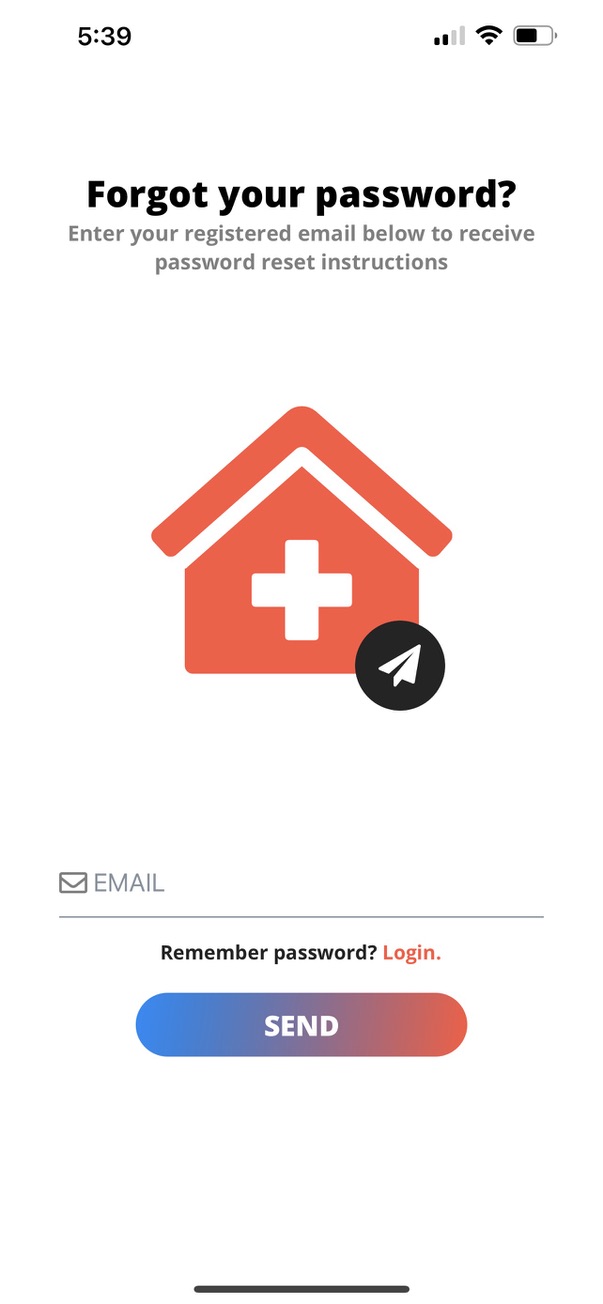 5:39
Forgot your password?
Enter your registered email below to receive
password reset instructions
EMAIL
Remember password? Login.
SEND